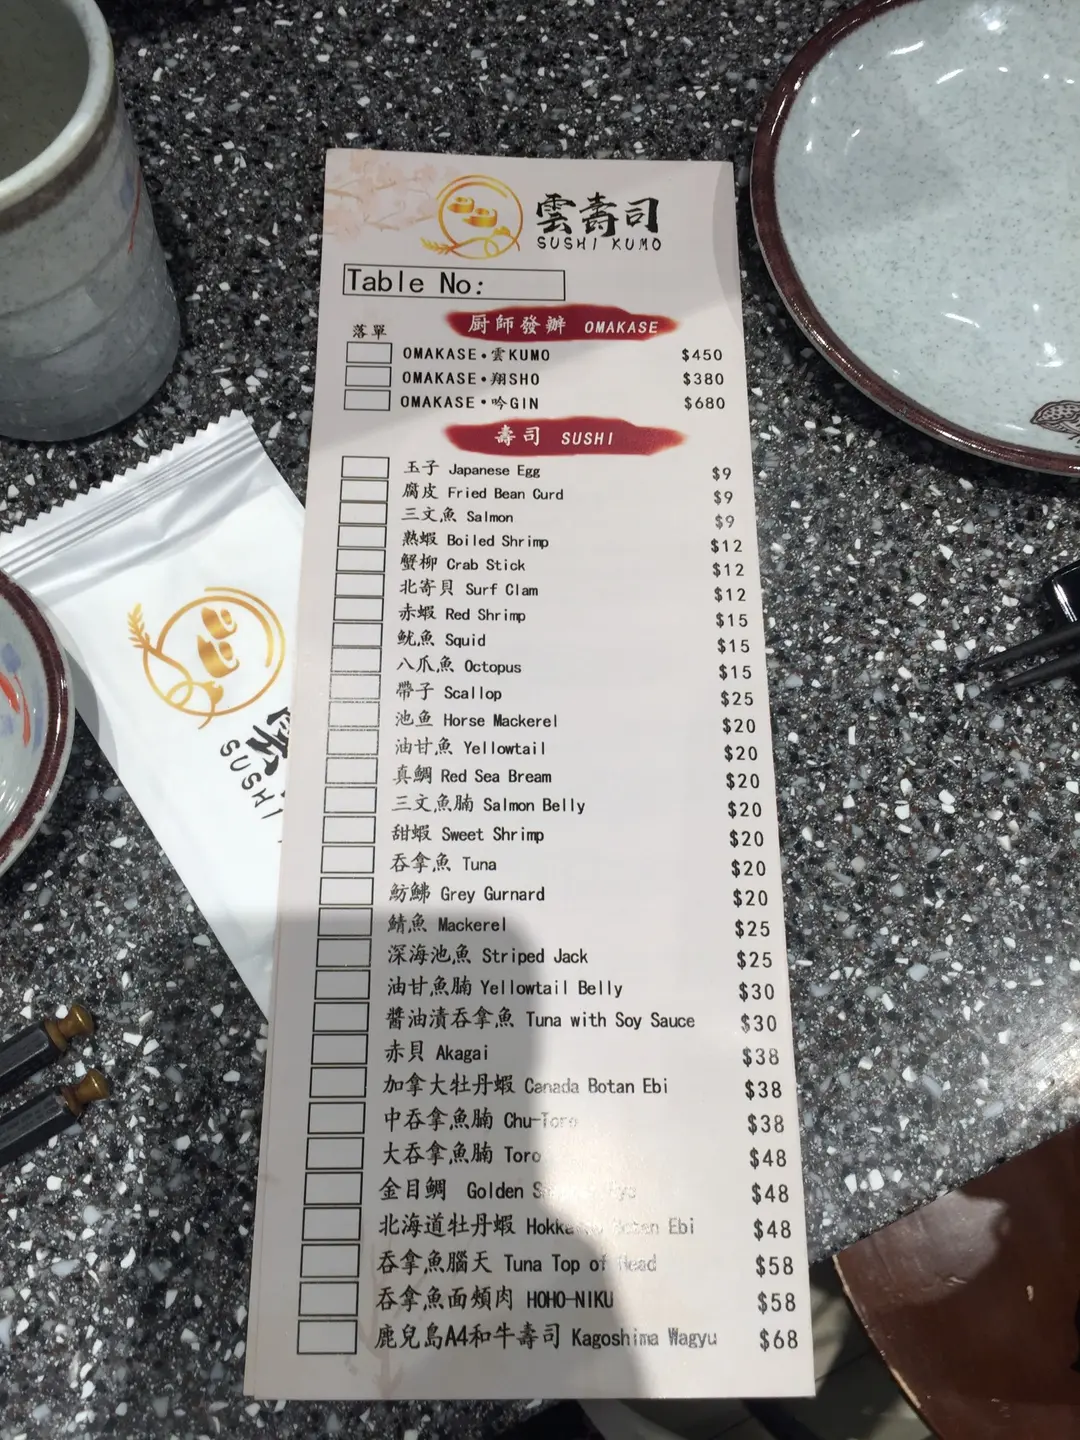 雲壽司
SUSHI KUMO
Table No:
落單
廚師發辦 OMAKASE
OMAKASE•雲KUMO $450
OMAKASE•翔SHO $380
OMAKASE•吟GIN $680
壽司 SUSHI
玉子 Japanese Egg $9
腐皮 Fried Bean Curd $9
三文魚 Salmon $9
熟蝦 Boiled Shrimp $12
蟹柳 Crab Stick $12
北寄貝 Surf Clam $12
赤蝦 Red Shrimp $15
魷魚 Squid $15
八爪魚 Octopus $15
帶子 Scallop $25
池鱼 Horse Mackerel $20
油甘魚 Yellowtail $20
真鯛 Red Sea Bream $20
三文魚腩 Salmon Belly $20
甜蝦 Sweet Shrimp $20
吞拿魚 Tuna $20
魴鮄 Grey Gurnard $20
鯖魚 Mackerel $25
深海池魚 Striped Jack $25
油甘魚腩 Yellowtail Belly $30
醬油漬吞拿魚 Tuna with Soy Sauce $30
赤貝 Akagai $38
加拿大牡丹蝦 Canada Botan Ebi $38
中吞拿魚腩 Chu-Toro $38
大吞拿魚腩 Toro $48
金目鯛 Golden $48
北海道牡丹蝦 Botan Ebi $48
吞拿魚腦天 Tuna Top of Head $58
吞拿魚面頰肉 HOHO-NIKU $58
鹿兒島A4和牛壽司 Kagoshima Wagyu $68
SUSHI